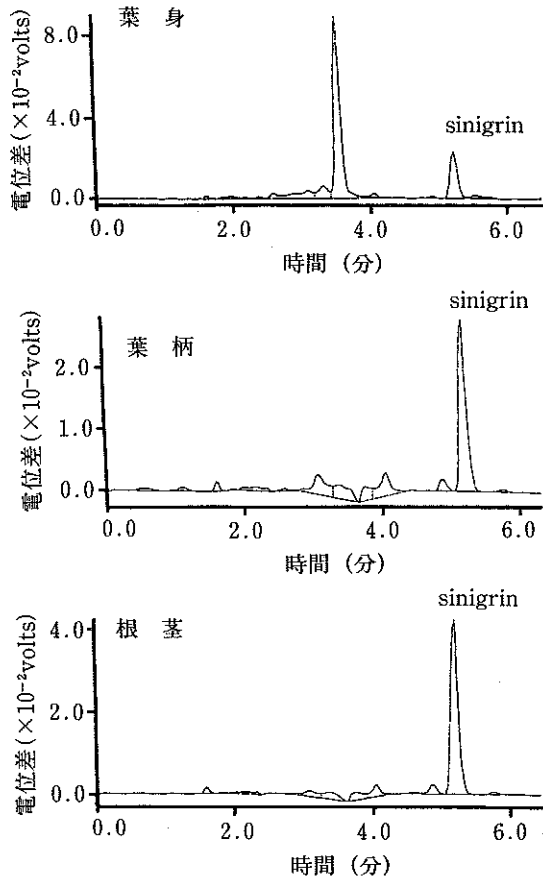 葉 身
電位差(×10⁻²volts)
8.0
4.0
0.0
sinigrin
0.0 2.0 4.0 6.0
時間 (分)
葉 柄
電位差(×10⁻²volts)
2.0
1.0
0.0
sinigrin
0.0 2.0 4.0 6.0
時間 (分)
根 茎
電位差(×10⁻²volts)
4.0
2.0
0.0
sinigrin
0.0 2.0 4.0 6.
時間 (分)